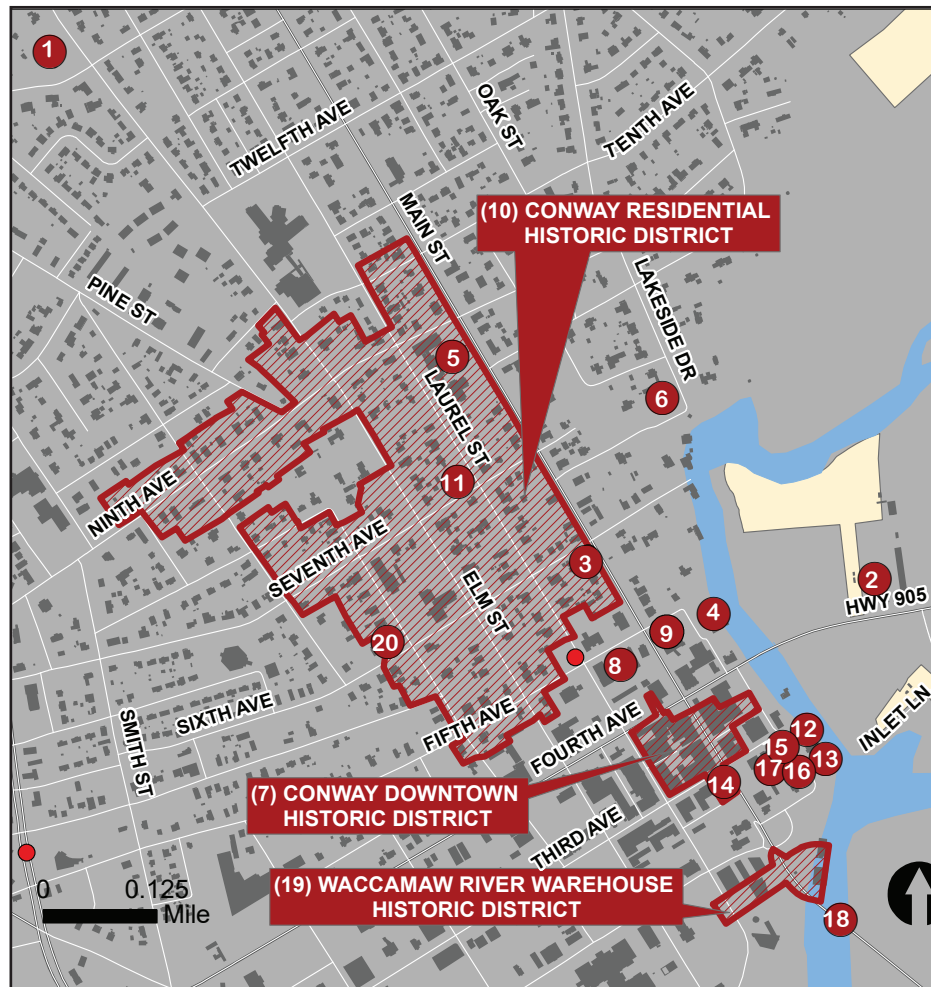 1
TWELFTH AVE
OAK ST
TENTH AVE
MAIN ST
(10) CONWAY RESIDENTIAL
HISTORIC DISTRICT
PINE ST
LAKESIDE DR
5
LAUREL ST
6
11
NINTH AVE
SEVENTH AVE
3
ELM ST
2
HWY 905
4
9
20
8
SIXTH AVE
FIFTH AVE
SMITH ST
FOURTH AVE
INLET LN
12
15
13
17
16
14
(7) CONWAY DOWNTOWN
HISTORIC DISTRICT
THIRD AVE
(19) WACCAMAW RIVER WAREHOUSE
HISTORIC DISTRICT
18
0 0.125
Mile